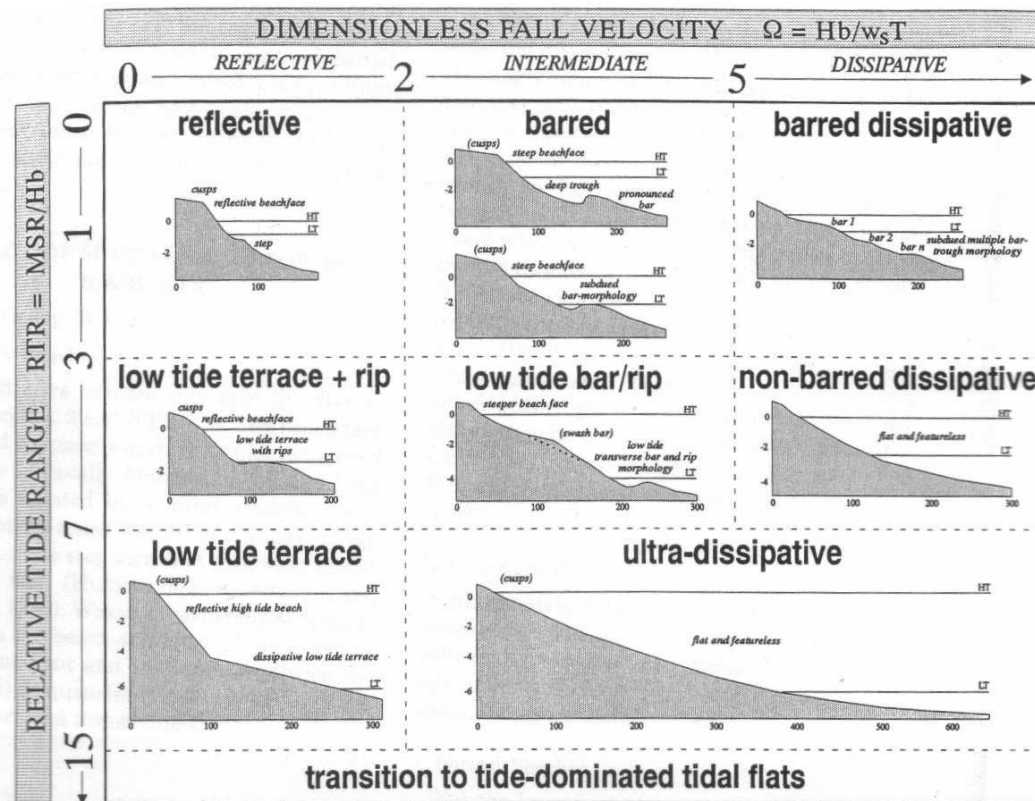 DIMENSIONLESS FALL VELOCITY Ω = Hb/wsT
0 REFLECTIVE 2 INTERMEDIATE 5 DISSIPATIVE
RELATIVE TIDE RANGE RTR = MSR/Hb
0
1
3
7
15
reflective
cusps
reflective beachface
HT
LT
step
0
-2
0 100
barred
(cusps)
steep beachface
HT
LT
deep trough
pronounced
bar
0
-2
0 100 200
(cusps)
steep beachface
HT
subdued
bar-morphology
LT
0
-2
0 100 200
barred dissipative
HT
bar 1
LT
bar 2
bar n
subdued multiple bar-
trough morphology
0
-2
0 100 200
low tide terrace + rip
cusps
reflective beachface
HT
low tide terrace
with rips
LT
0
-2
0 100 200
low tide bar/rip
steeper beach face
HT
(swash bar)
low tide
transverse bar and rip
morphology
LT
0
-2
-4
0 100 200 300
non-barred dissipative
HT
flat and featureless
LT
0
-2
-4
0 100 200 300
low tide terrace
(cusps)
HT
reflective high tide beach
dissipative low tide terrace
LT
0
-2
-4
-6
0 100 200 300
ultra-dissipative
(cusps)
HT
flat and featureless
LT
0
-2
-4
-6
0 100 200 300 400 500 600
transition to tide-dominated tidal flats